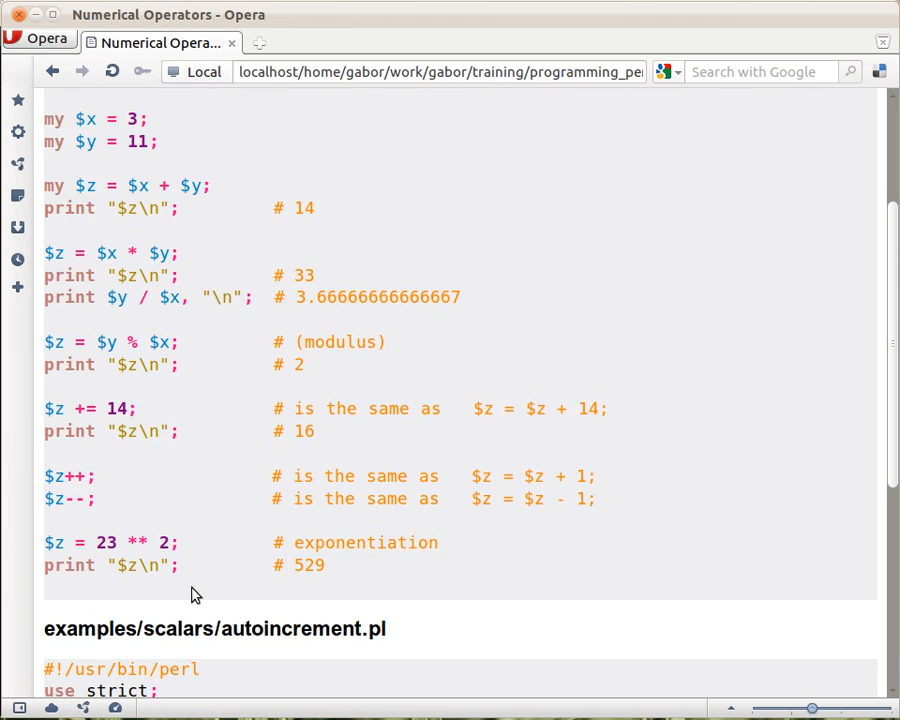 Numerical Operators - Opera
Opera
Numerical Opera...
Local
localhost/home/gabor/work/gabor/training/programming_pe
Search with Google
my $x = 3;
my $y = 11;
my $z = $x + $y;
print "$z\n"; # 14
$z = $x * $y;
print "$z\n"; # 33
print $y / $x, "\n"; # 3.66666666666667
$z = $y % $x; # (modulus)
print "$z\n"; # 2
$z += 14; # is the same as $z = $z + 14;
print "$z\n"; # 16
$z++; # is the same as $z = $z + 1;
$z--; # is the same as $z = $z - 1;
$z = 23 ** 2; # exponentiation
print "$z\n"; # 529
examples/scalars/autoincrement.pl
#!/usr/bin/perl
use strict;